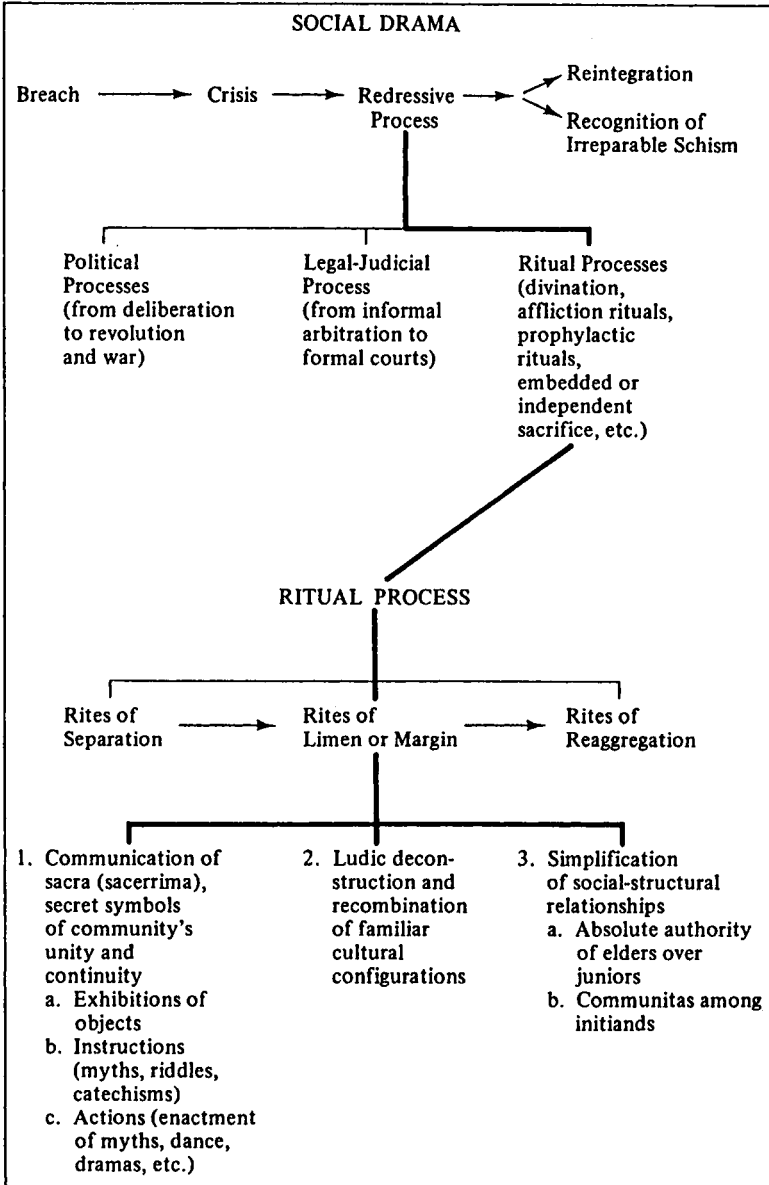 SOCIAL DRAMA
Breach
Crisis
Redressive
Process
Reintegration
Recognition of
Irreparable Schism
Political
Processes
(from deliberation
to revolution
and war)
Legal-Judicial
Process
(from informal
arbitration to
formal courts)
Ritual Processes
(divination,
affliction rituals,
prophylactic
rituals,
embedded or
independent
sacrifice, etc.)
RITUAL PROCESS
Rites of
Separation
Rites of
Limen or Margin
Rites of
Reaggregation
1. Communication of
sacra (sacerrima),
secret symbols
of community's
unity and
continuity
a. Exhibitions of
objects
b. Instructions
(myths, riddles,
catechisms)
c. Actions (enactment
of myths, dance,
dramas, etc.)
2. Ludic decon-
struction and
recombination
of familiar
cultural
configurations
3. Simplification
of social-structural
relationships
a. Absolute authority
of elders over
juniors
b. Communitas among
initiands